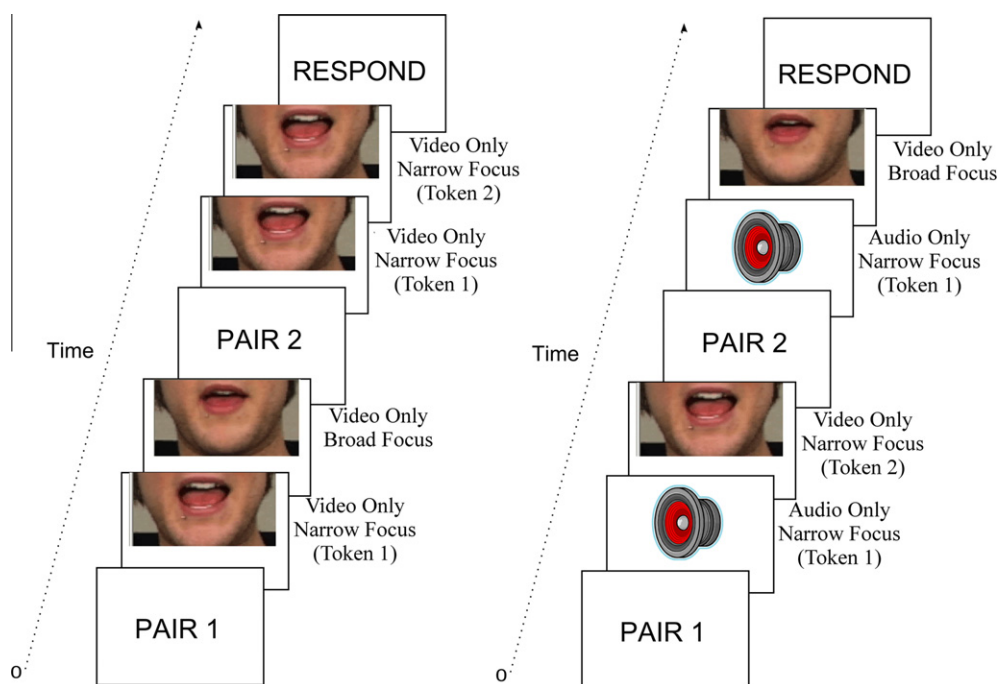 RESPOND
Video Only
Narrow Focus
(Token 2)
Video Only
Narrow Focus
(Token 1)
PAIR 2
Time
Video Only
Broad Focus
Video Only
Narrow Focus
(Token 1)
PAIR 1
0
RESPOND
Video Only
Broad Focus
Audio Only
Narrow Focus
(Token 1)
PAIR 2
Time
Video Only
Narrow Focus
(Token 2)
Audio Only
Narrow Focus
(Token 1)
PAIR 1
0